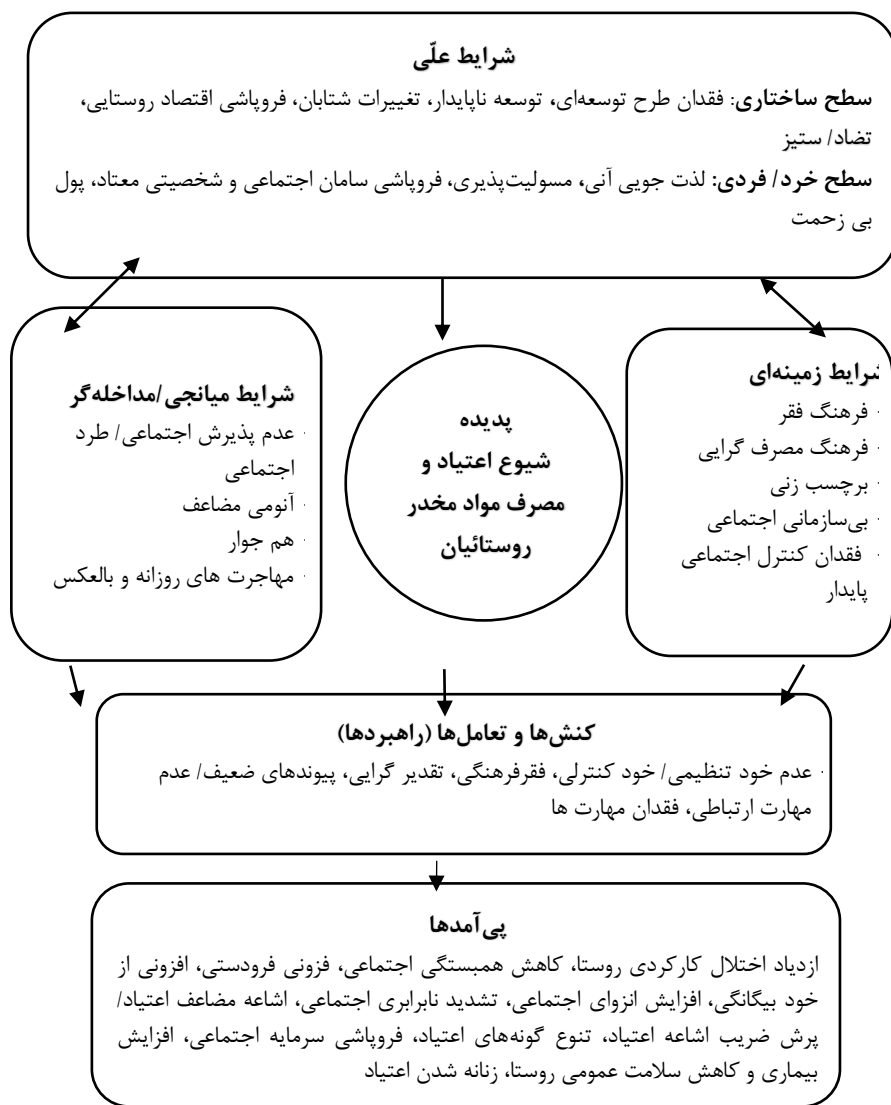 شرایط علّی
سطح ساختاری: فقدان طرح توسعه‌ای، توسعه ناپایدار، تغییرات شتابان، فروپاشی اقتصاد روستایی،
تضاد/ ستیز
سطح خرد/ فردی: لذت جویی آنی، مسولیت‌پذیری، فروپاشی سامان اجتماعی و شخصیتی معتاد، پول
بی زحمت
شرایط زمینه‌ای
- فرهنگ فقر
- فرهنگ مصرف گرایی
- برچسب زنی
- بی‌سازمانی اجتماعی
- فقدان کنترل اجتماعی
پایدار
پدیده
شیوع اعتیاد و
مصرف مواد مخدر
روستائیان
شرایط میانجی/مداخله‌گر
- عدم پذیرش اجتماعی/ طرد
اجتماعی
- آنومی مضاعف
- هم جوار
- مهاجرت های روزانه و بالعکس
کنش‌ها و تعامل‌ها (راهبردها)
- عدم خود تنظیمی/ خود کنترلی، فقرفرهنگی، تقدیر گرایی، پیوندهای ضعیف/ عدم
مهارت ارتباطی، فقدان مهارت ها
پی‌آمدها
ازدیاد اختلال کارکردی روستا، کاهش همبستگی اجتماعی، فزونی فرودستی، افزونی از
خود بیگانگی، افزایش انزوای اجتماعی، تشدید نابرابری اجتماعی، اشاعه مضاعف اعتیاد/
پرش ضریب اشاعه اعتیاد، تنوع گونه‌های اعتیاد، فروپاشی سرمایه اجتماعی، افزایش
بیماری و کاهش سلامت عمومی روستا، زنانه شدن اعتیاد